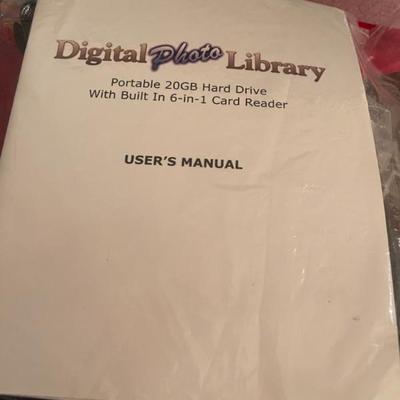 Digital Photo Library
Portable 20GB Hard Drive
With Built In 6-in-1 Card Reader
USER'S MANUAL